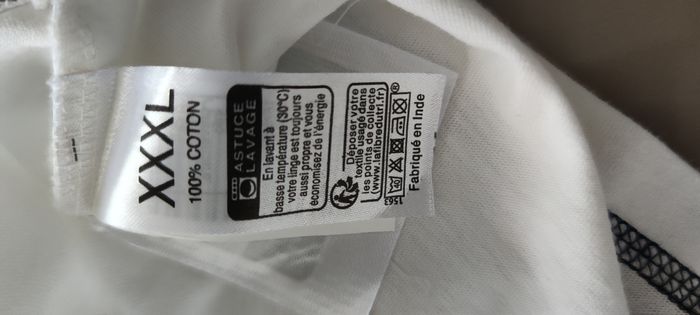 XXXL
100% COTON
ASTUCE
LAVAGE
En lavant à
basse température (30°C)
votre linge est toujours
aussi propre et vous
économisez de l'énergie
Déposer votre
textile usagé dans
les points de collecte
(www.lafibredutri.fr)
40
®
Fabriqué en Inde